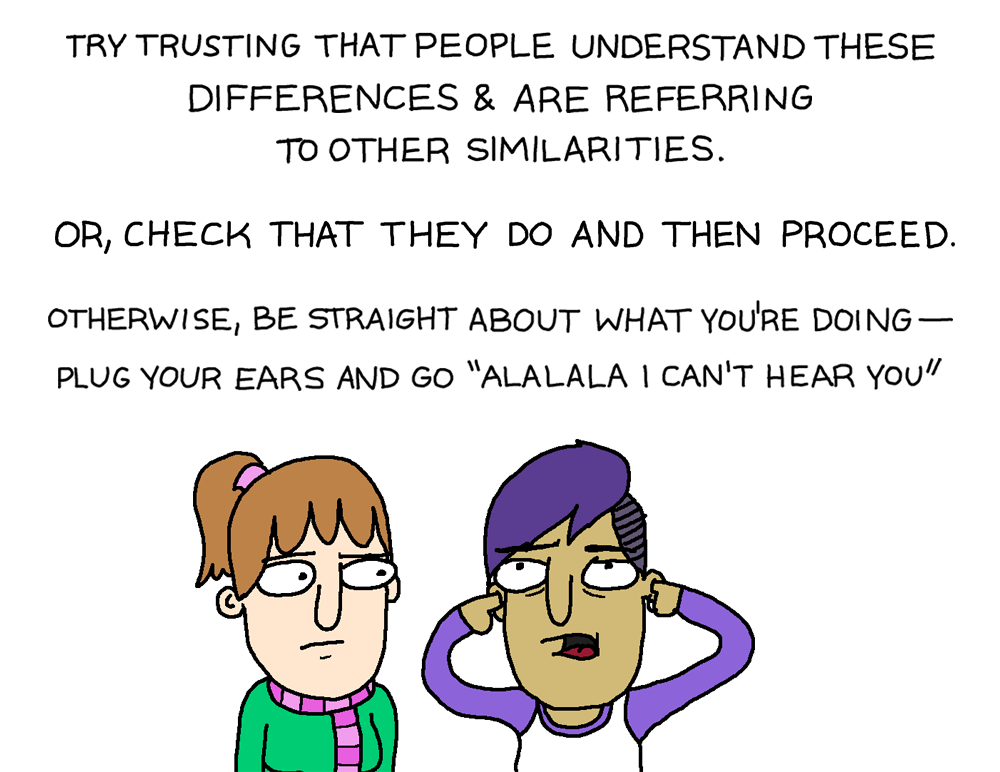 TRY TRUSTING THAT PEOPLE UNDERSTAND THESE
DIFFERENCES & ARE REFERRING
TO OTHER SIMILARITIES.
OR, CHECK THAT THEY DO AND THEN PROCEED.
OTHERWISE, BE STRAIGHT ABOUT WHAT YOU'RE DOING—
PLUG YOUR EARS AND GO "ALALALA I CAN'T HEAR YOU"